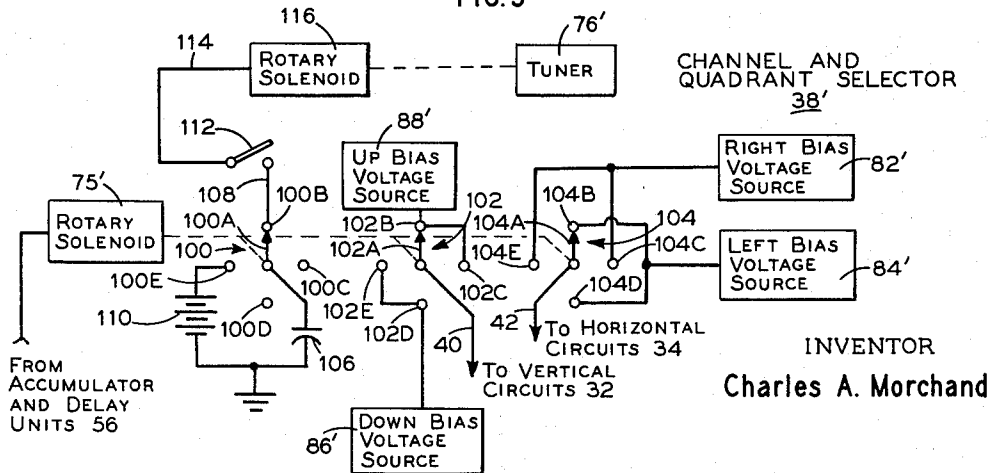 FIG. 5
116
114
ROTARY
SOLENOID
76'
TUNER
CHANNEL AND
QUADRANT SELECTOR
38'
112
88'
UP BIAS
VOLTAGE
SOURCE
RIGHT BIAS
VOLTAGE
SOURCE
82'
75'
ROTARY
SOLENOID
108
100B
100A
100
102B
102
102A
104B
104A
104
100E
100C
102E
102C
104E
104C
104D
LEFT BIAS
VOLTAGE
SOURCE
84'
110
100D
106
102D
40
42
TO HORIZONTAL
CIRCUITS 34
TO VERTICAL
CIRCUITS 32
FROM
ACCUMULATOR
AND DELAY
UNITS 56
86'
DOWN BIAS
VOLTAGE
SOURCE
INVENTOR
Charles A. Morchand